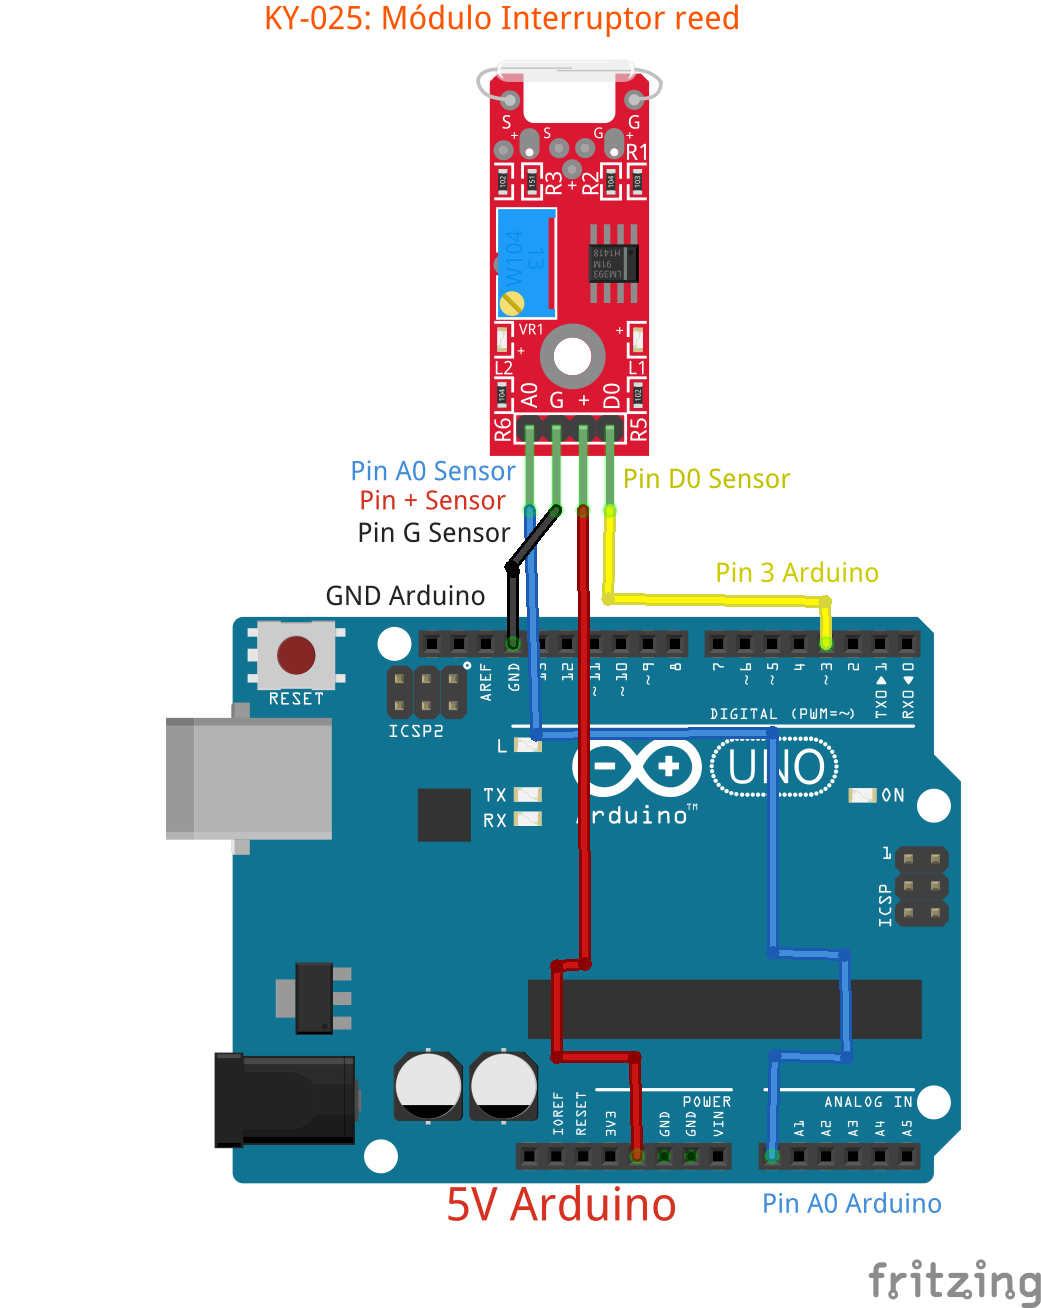 KY-025: Módulo Interruptor reed
S G
+ S G +
R1
102 151 R3 + R2 104 103
W104
13
LM393
91M
H1418
VR1
+ +
L2 L1
104 A0 G + D0 102
R6 R5
Pin A0 Sensor
Pin D0 Sensor
Pin + Sensor
Pin G Sensor
Pin 3 Arduino
GND Arduino
RESET
ICSP2
AREF GND 13 12 ~11 ~10 ~9 8 7 ~6 ~5 4 ~3 2 TX0▶1 RX0◀0
DIGITAL (PWM=~)
L
TX
RX
UNO
Arduino™
ON
1
ICSP
IOREF RESET 3V3 GND GND VIN A1 A2 A3 A4 A5
POWER
ANALOG IN
5V Arduino
Pin A0 Arduino
fritzing